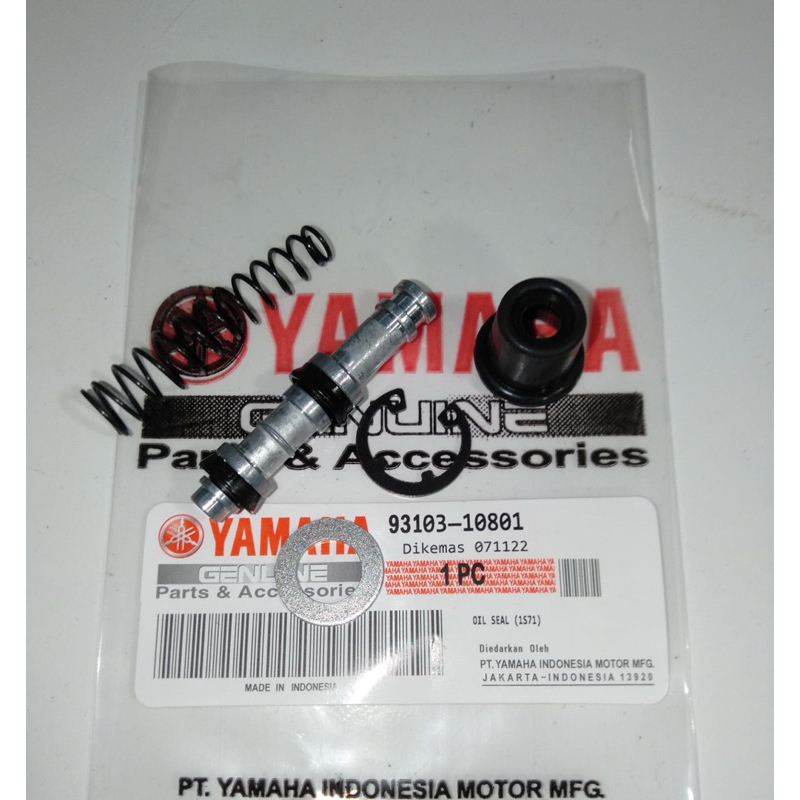 YAMAHA
GENUINE
Parts & Accessories
YAMAHA 93103-10801
Dikemas 071122
GENUINE
1 PC
Parts & Accessories
OIL SEAL (1S71)
Diedarkan Oleh
PT. YAMAHA INDONESIA MOTOR MFG.
JAKARTA-INDONESIA 13920
MADE IN INDONESIA
PT. YAMAHA INDONESIA MOTOR MFG.